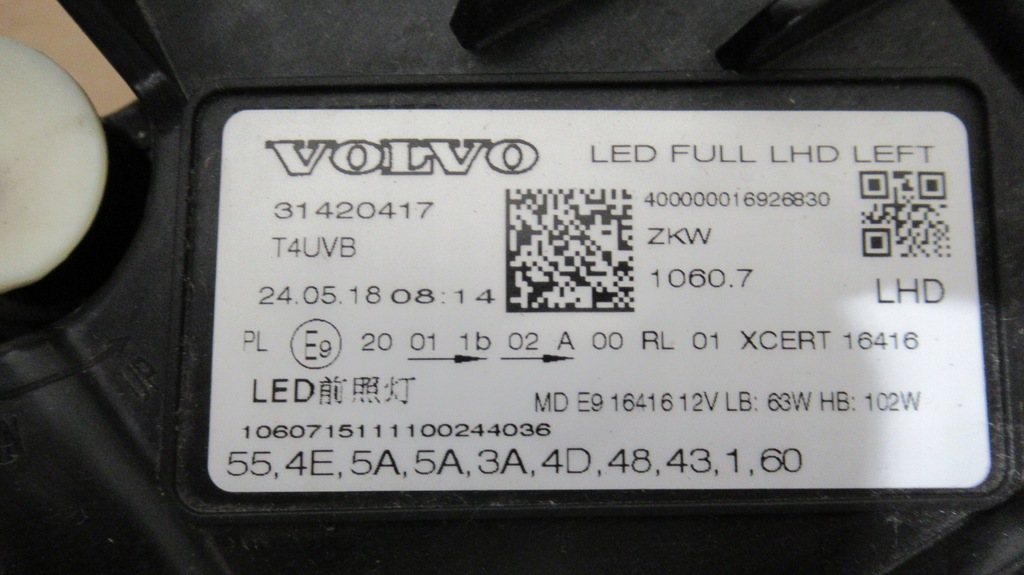 VOLVO LED FULL LHD LEFT
31420417 400000016926830
T4UVB ZKW
1060.7
24.05.18 08:14 LHD
PL E9 20 01 1b 02 A 00 RL 01 XCERT 16416
LED前照灯 MD E9 16416 12V LB: 63W HB: 102W
1060715111100244036
55,4E,5A,5A,3A,4D,48,43,1,60